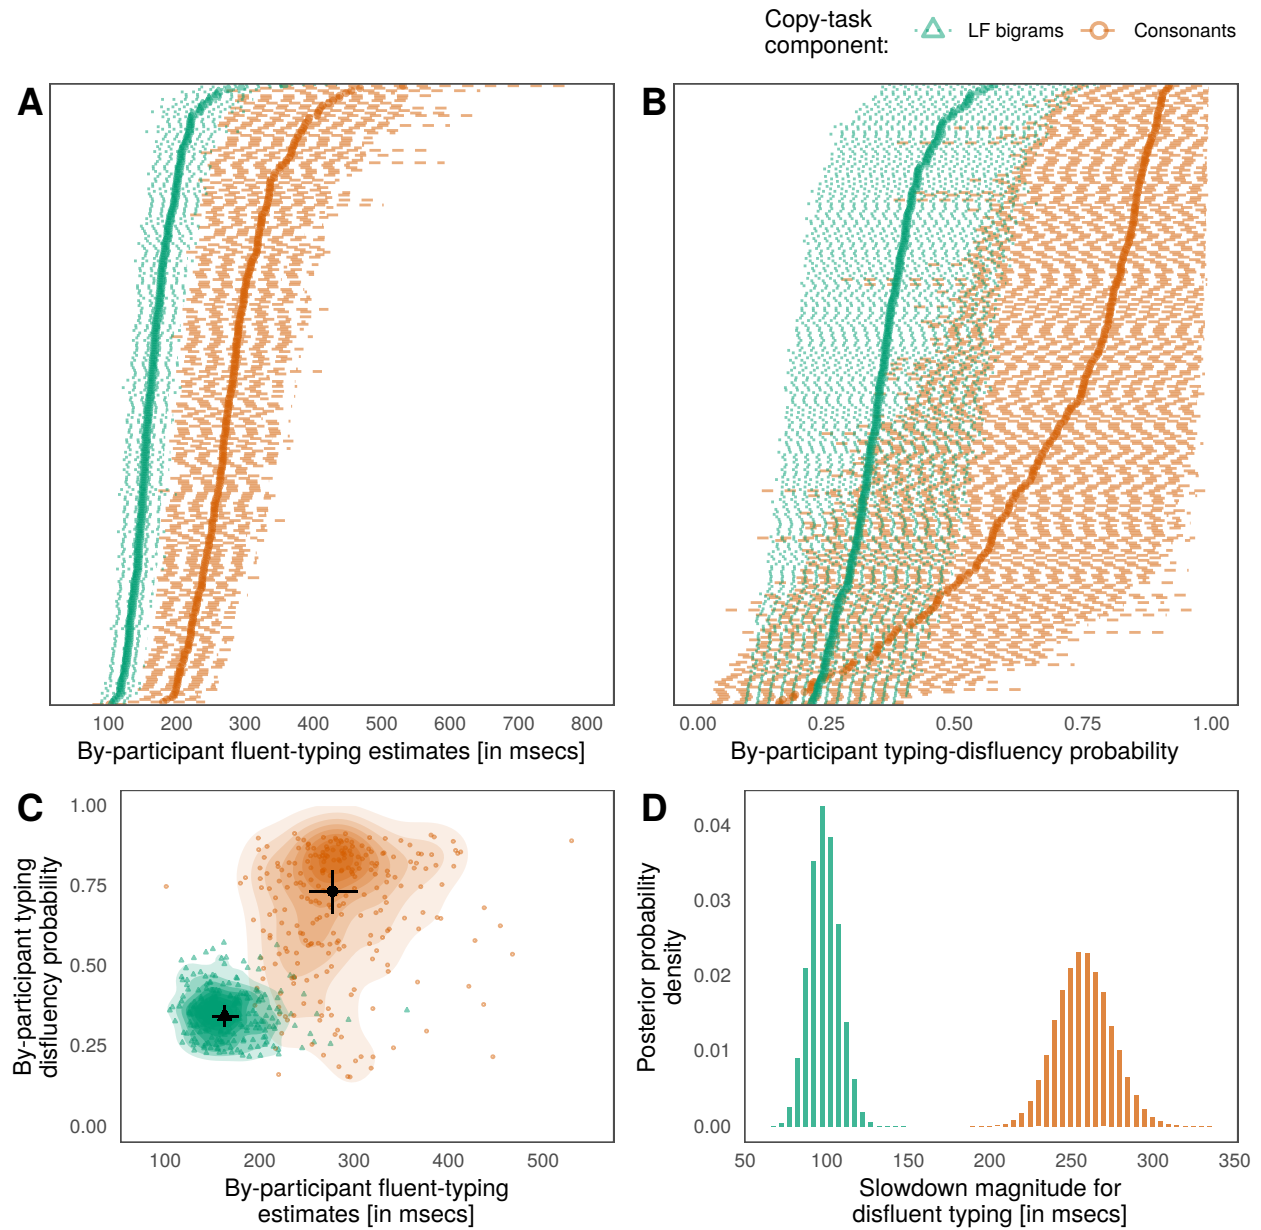 Copy-task
component:
LF bigrams
Consonants
A
100 200 300 400 500 600 700 800
By-participant fluent-typing estimates [in msecs]
B
0.00 0.25 0.50 0.75 1.00
By-participant typing-disfluency probability
C
By-participant typing
disfluency probability
1.00
0.75
0.50
0.25
0.00
100 200 300 400 500
By-participant fluent-typing
estimates [in msecs]
D
Posterior probability
density
0.04
0.03
0.02
0.01
0.00
50 100 150 200 250 300 350
Slowdown magnitude for
disfluent typing [in msecs]